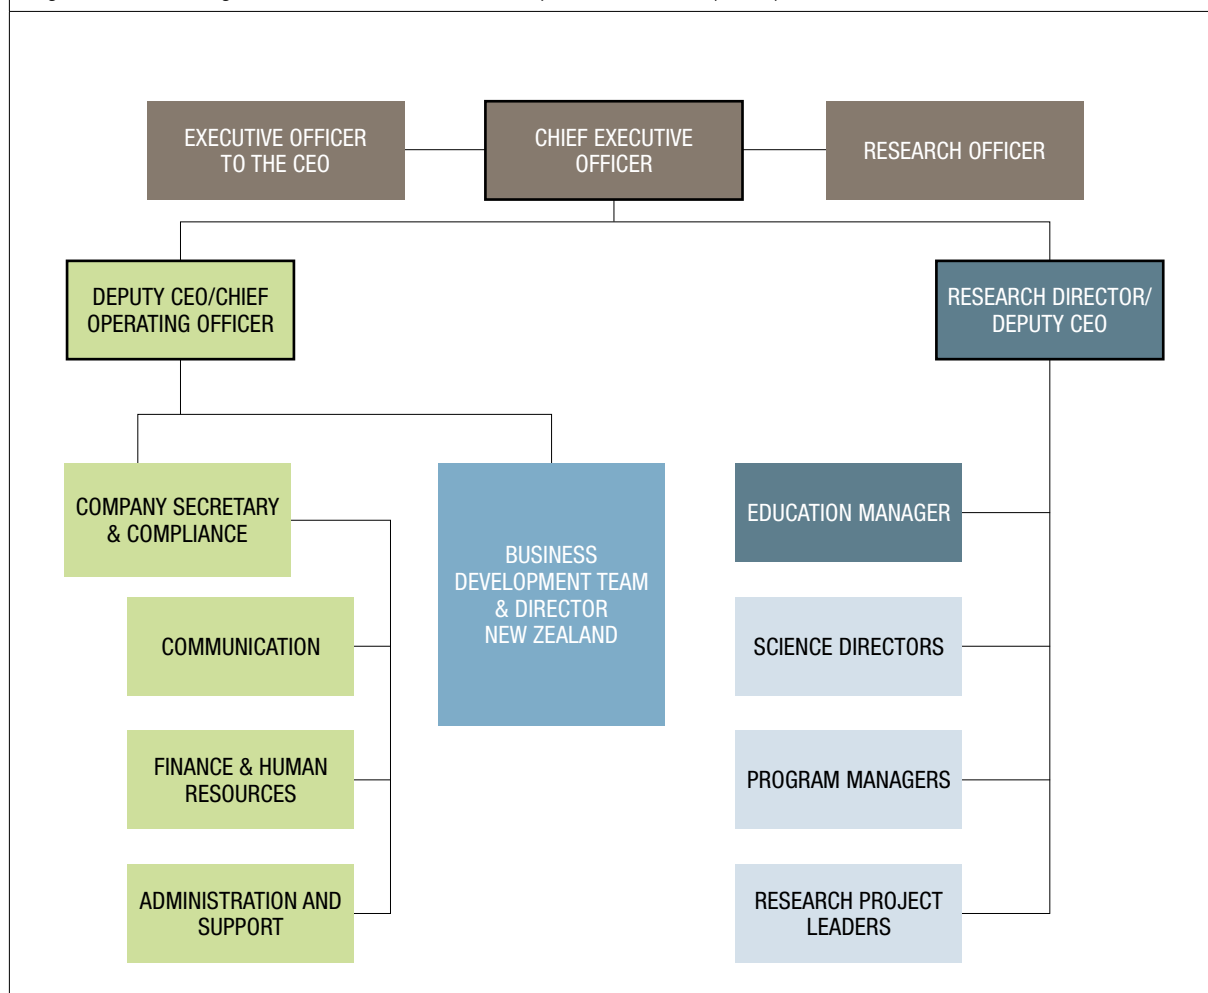 EXECUTIVE OFFICER
TO THE CEO
CHIEF EXECUTIVE
OFFICER
RESEARCH OFFICER
DEPUTY CEO/CHIEF
OPERATING OFFICER
RESEARCH DIRECTOR/
DEPUTY CEO
COMPANY SECRETARY
& COMPLIANCE
BUSINESS
DEVELOPMENT TEAM
& DIRECTOR
NEW ZEALAND
EDUCATION MANAGER
COMMUNICATION
SCIENCE DIRECTORS
FINANCE & HUMAN
RESOURCES
PROGRAM MANAGERS
ADMINISTRATION AND
SUPPORT
RESEARCH PROJECT
LEADERS